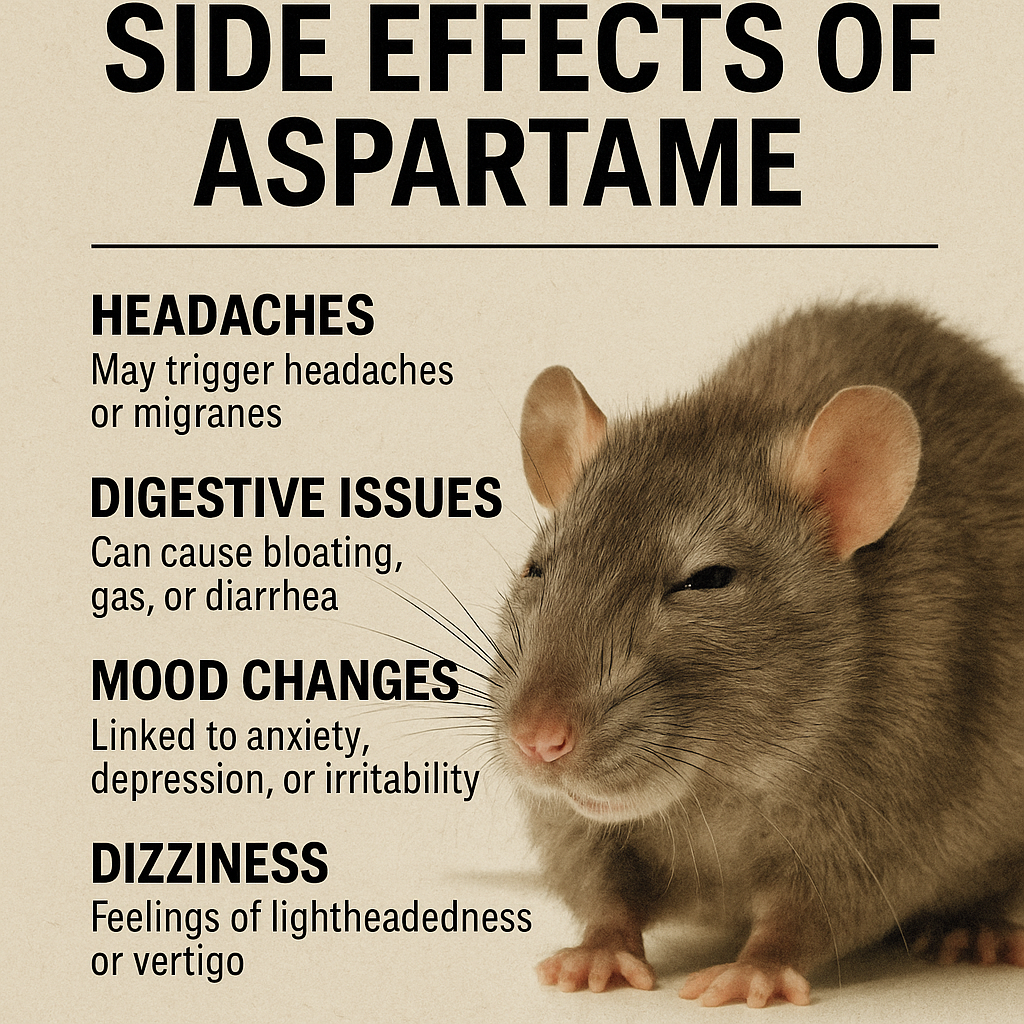 SIDE EFFECTS OF
ASPARTAME
HEADACHES
May trigger headaches
or migranes
DIGESTIVE ISSUES
Can cause bloating,
gas, or diarrhea
MOOD CHANGES
Linked to anxiety,
depression, or irritability
DIZZINESS
Feelings of lightheadedness
or vertigo